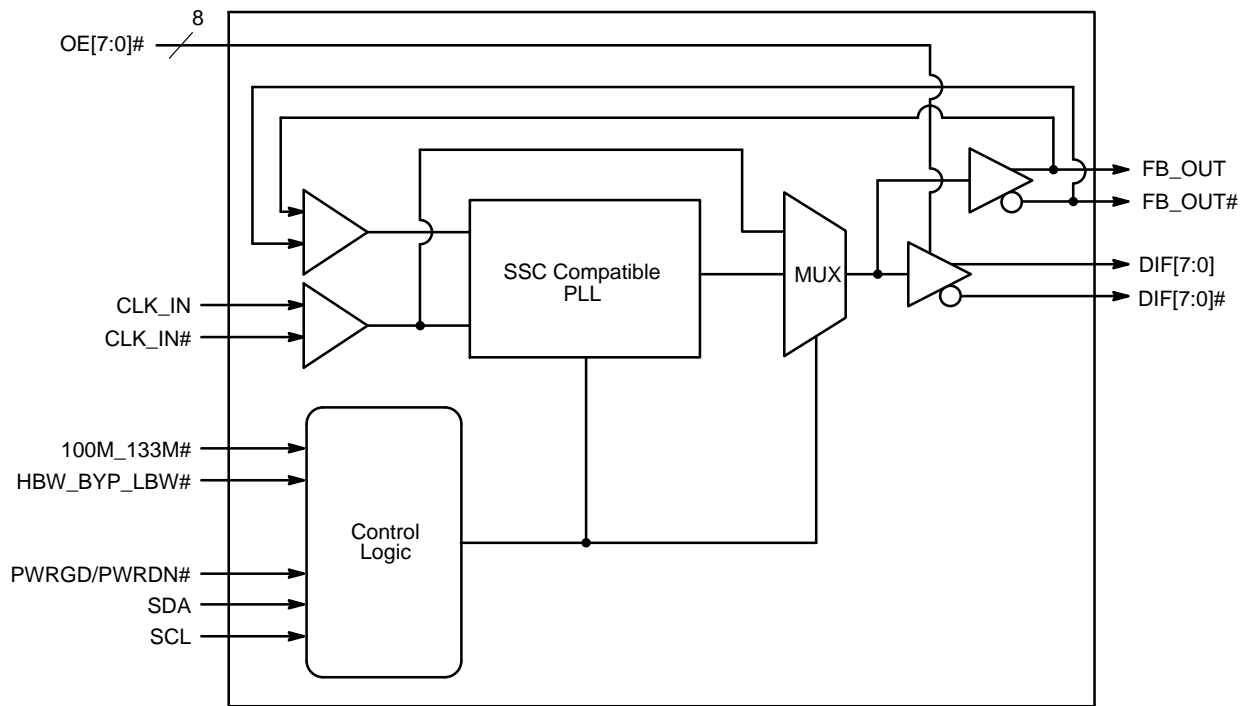 8
OE[7:0]#
FB_OUT
FB_OUT#
SSC Compatible
PLL
MUX
DIF[7:0]
DIF[7:0]#
CLK_IN
CLK_IN#
100M_133M#
HBW_BYP_LBW#
Control
Logic
PWRGD/PWRDN#
SDA
SCL